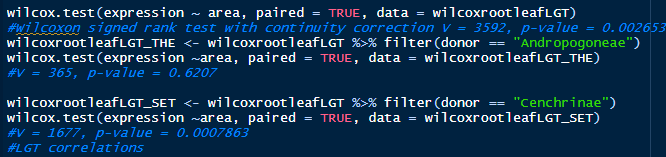 wilcox.test(expression ~ area, paired = TRUE, data = wilcoxrootleafLGT)
#wilcoxon signed rank test with continuity correction V = 3592, p-value = 0.002653
wilcoxrootleafLGT_THE <- wilcoxrootleafLGT %>% filter(donor == "Andropogoneae")
wilcox.test(expression ~area, paired = TRUE, data = wilcoxrootleafLGT_THE)
#V = 365, p-value = 0.6207
wilcoxrootleafLGT_SET <- wilcoxrootleafLGT %>% filter(donor == "Cenchrinae")
wilcox.test(expression ~area, paired = TRUE, data = wilcoxrootleafLGT_SET)
#V = 1677, p-value = 0.0007863
#LGT correlations